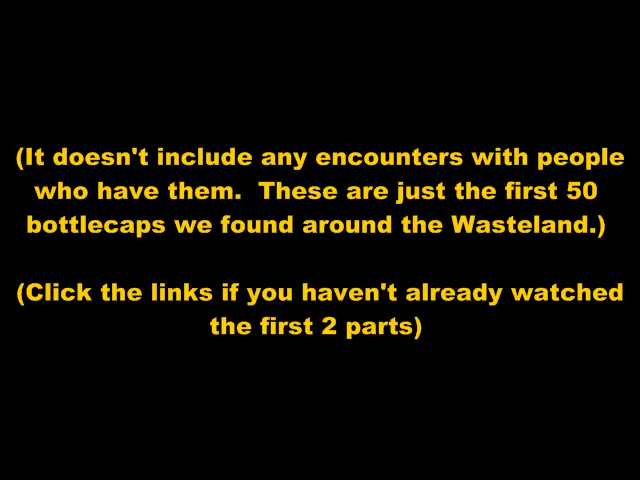 (It doesn't include any encounters with people
who have them.  These are just the first 50
bottlecaps we found around the Wasteland.)
(Click the links if you haven't already watched
the first 2 parts)